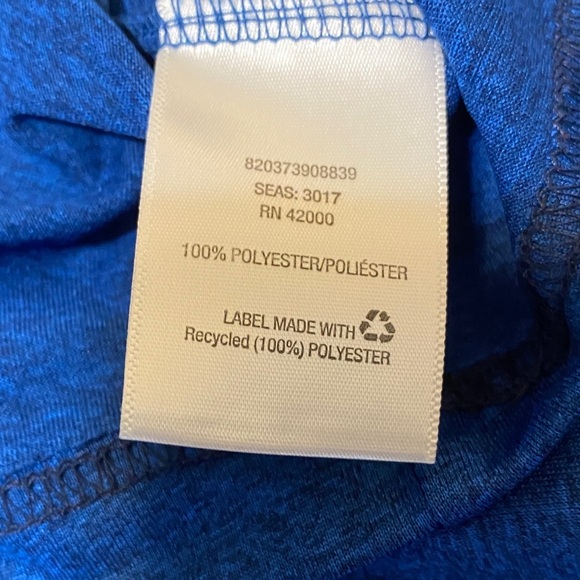 820373908839
SEAS: 3017
RN 42000
100% POLYESTER/POLIÉSTER
LABEL MADE WITH
Recycled (100%) POLYESTER